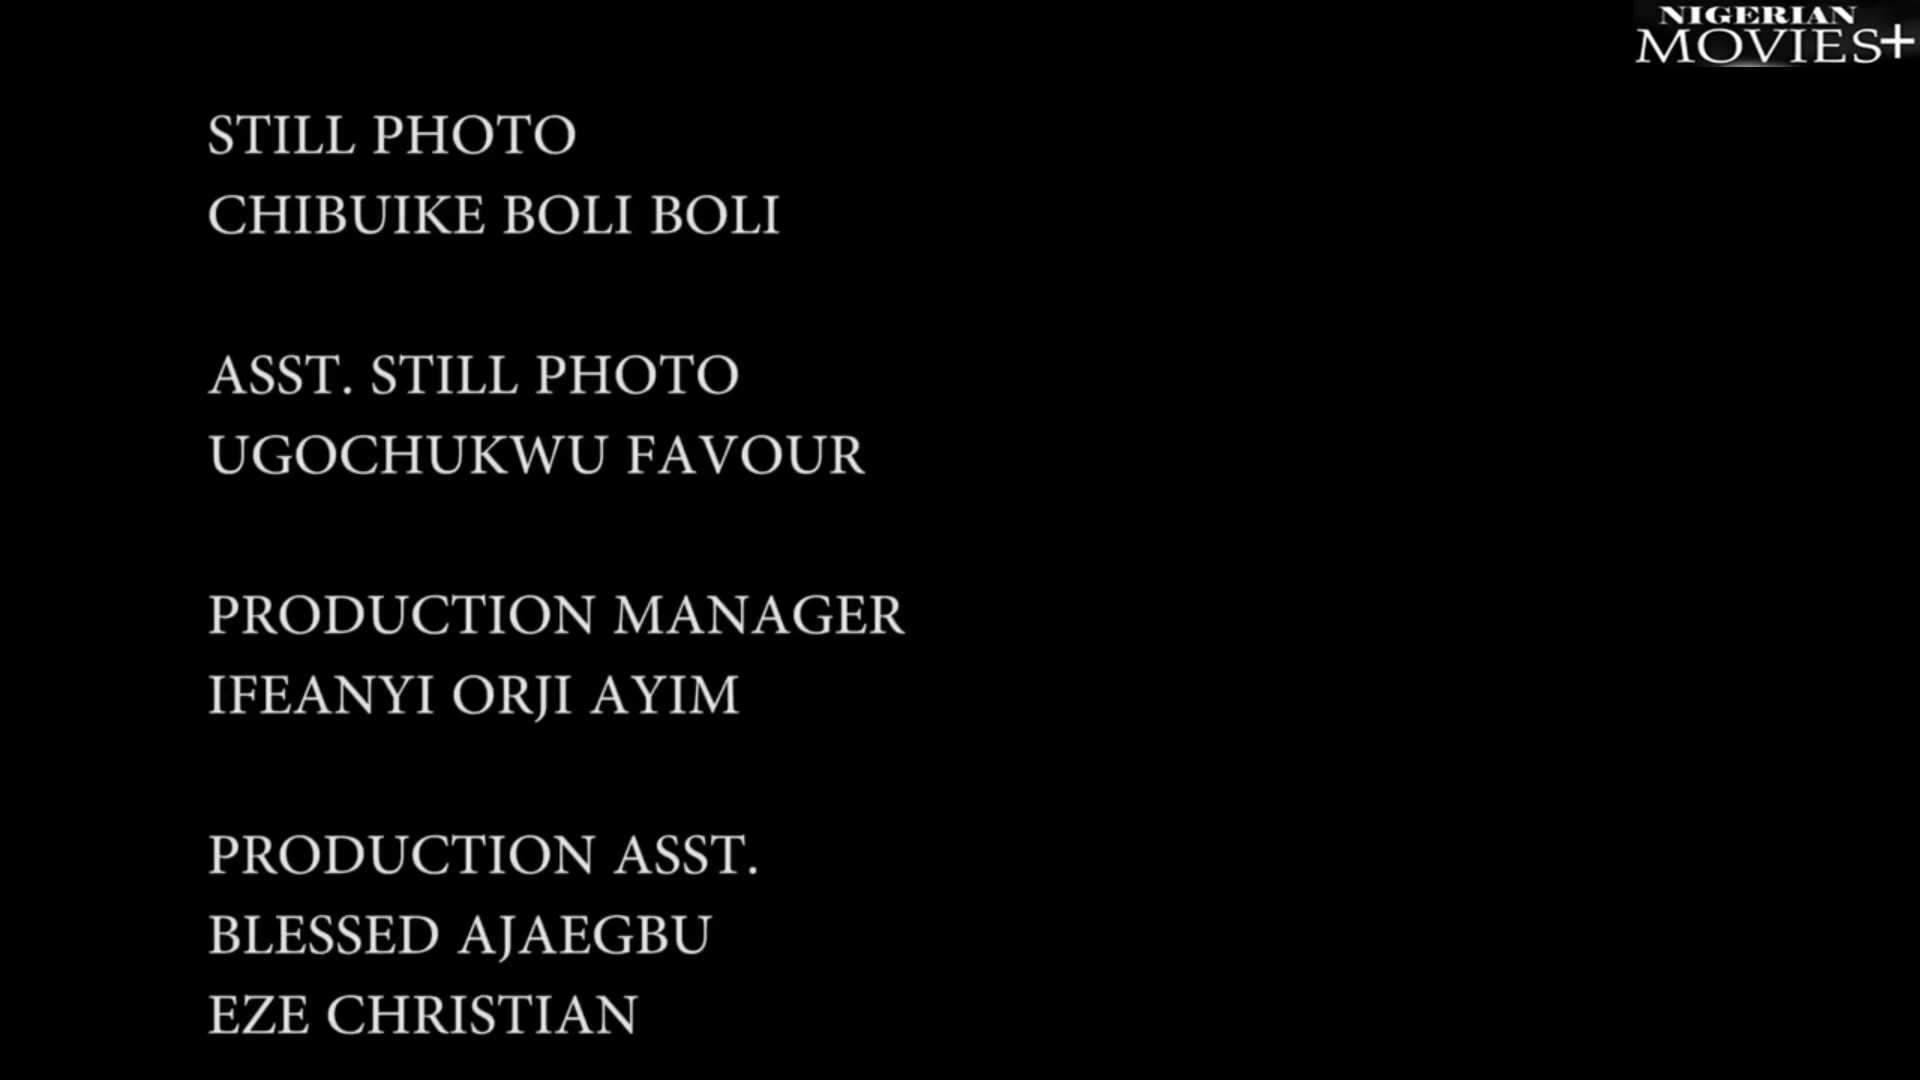 NIGERIAN
MOVIES+
STILL PHOTO
CHIBUIKE BOLI BOLI
ASST. STILL PHOTO
UGOCHUKWU FAVOUR
PRODUCTION MANAGER
IFEANYI ORJI AYIM
PRODUCTION ASST.
BLESSED AJAEGBU
EZE CHRISTIAN